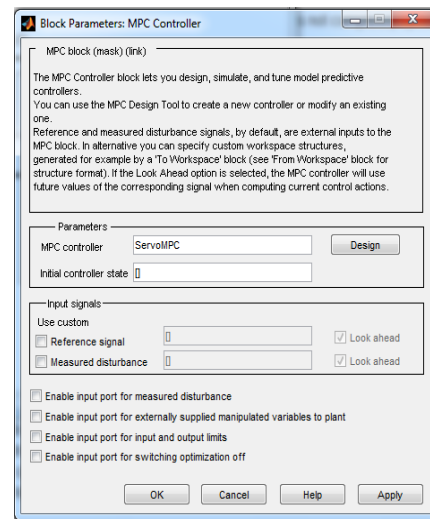 Block Parameters: MPC Controller
MPC block (mask) (link)
The MPC Controller block lets you design, simulate, and tune model predictive
controllers.
You can use the MPC Design Tool to create a new controller or modify an existing
one.
Reference and measured disturbance signals, by default, are external inputs to the
MPC block. In alternative you can specify custom workspace structures,
generated for example by a 'To Workspace' block (see 'From Workspace' block for
structure format). If the Look Ahead option is selected, the MPC controller will use
future values of the corresponding signal when computing current control actions.
Parameters
MPC controller ServoMPC Design
Initial controller state []
Input signals
Use custom
Reference signal [] Look ahead
Measured disturbance [] Look ahead
Enable input port for measured disturbance
Enable input port for externally supplied manipulated variables to plant
Enable input port for input and output limits
Enable input port for switching optimization off
OK Cancel Help Apply